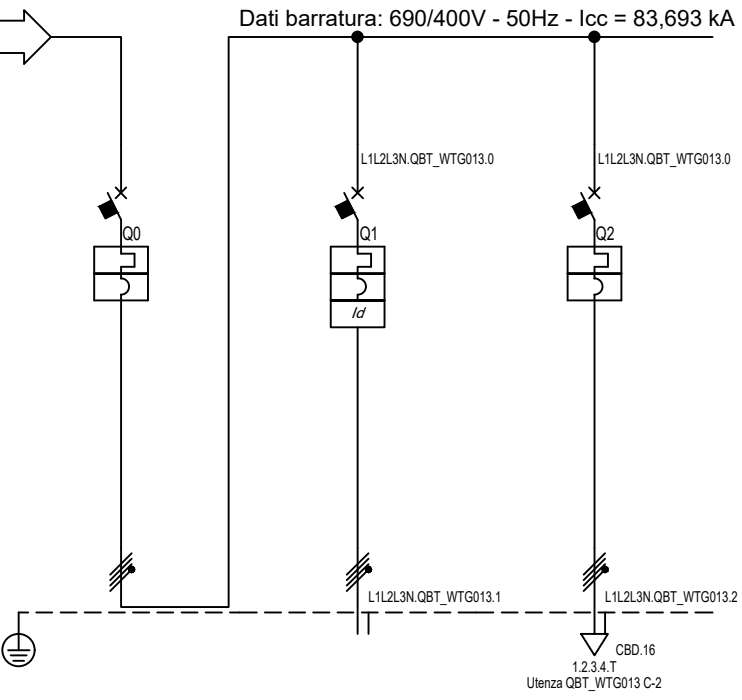 Dati barratura: 690/400V - 50Hz - Icc = 83,693 kA
L1L2L3N.QBT_WTG013.0
L1L2L3N.QBT_WTG013.0
Q0
Q1
Q2
Id
L1L2L3N.QBT_WTG013.1
L1L2L3N.QBT_WTG013.2
CBD.16
1.2.3.4.T
Utenza QBT_WTG013 C-2